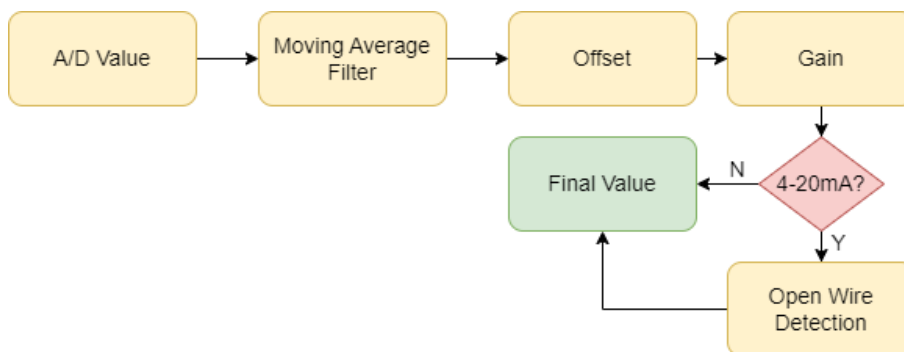 A/D Value
Moving Average
Filter
Offset
Gain
4-20mA?
N
Final Value
Y
Open Wire
Detection